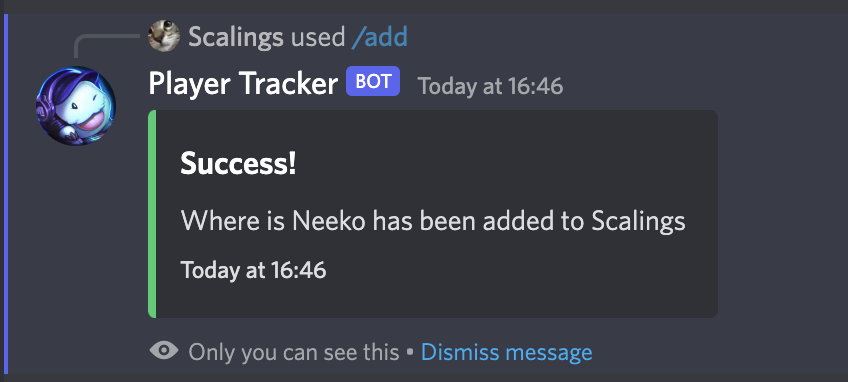 Scalings used /add
Player Tracker BOT Today at 16:46
Success!
Where is Neeko has been added to Scalings
Today at 16:46
Only you can see this • Dismiss message